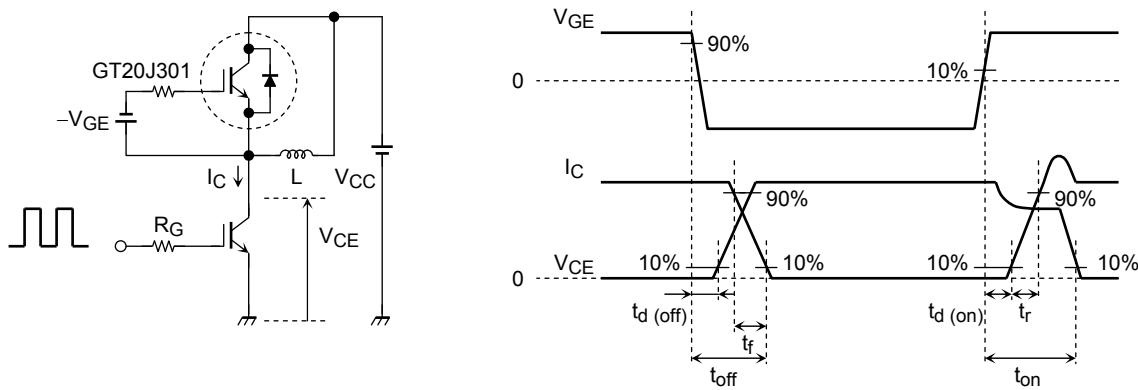 GT20J301
−VGE
IC
L
VCC
RG
VCE
VGE
90%
0
10%
IC
90%
90%
VCE
10%
10%
10%
10%
0
td (off)
tf
toff
td (on)
tr
ton